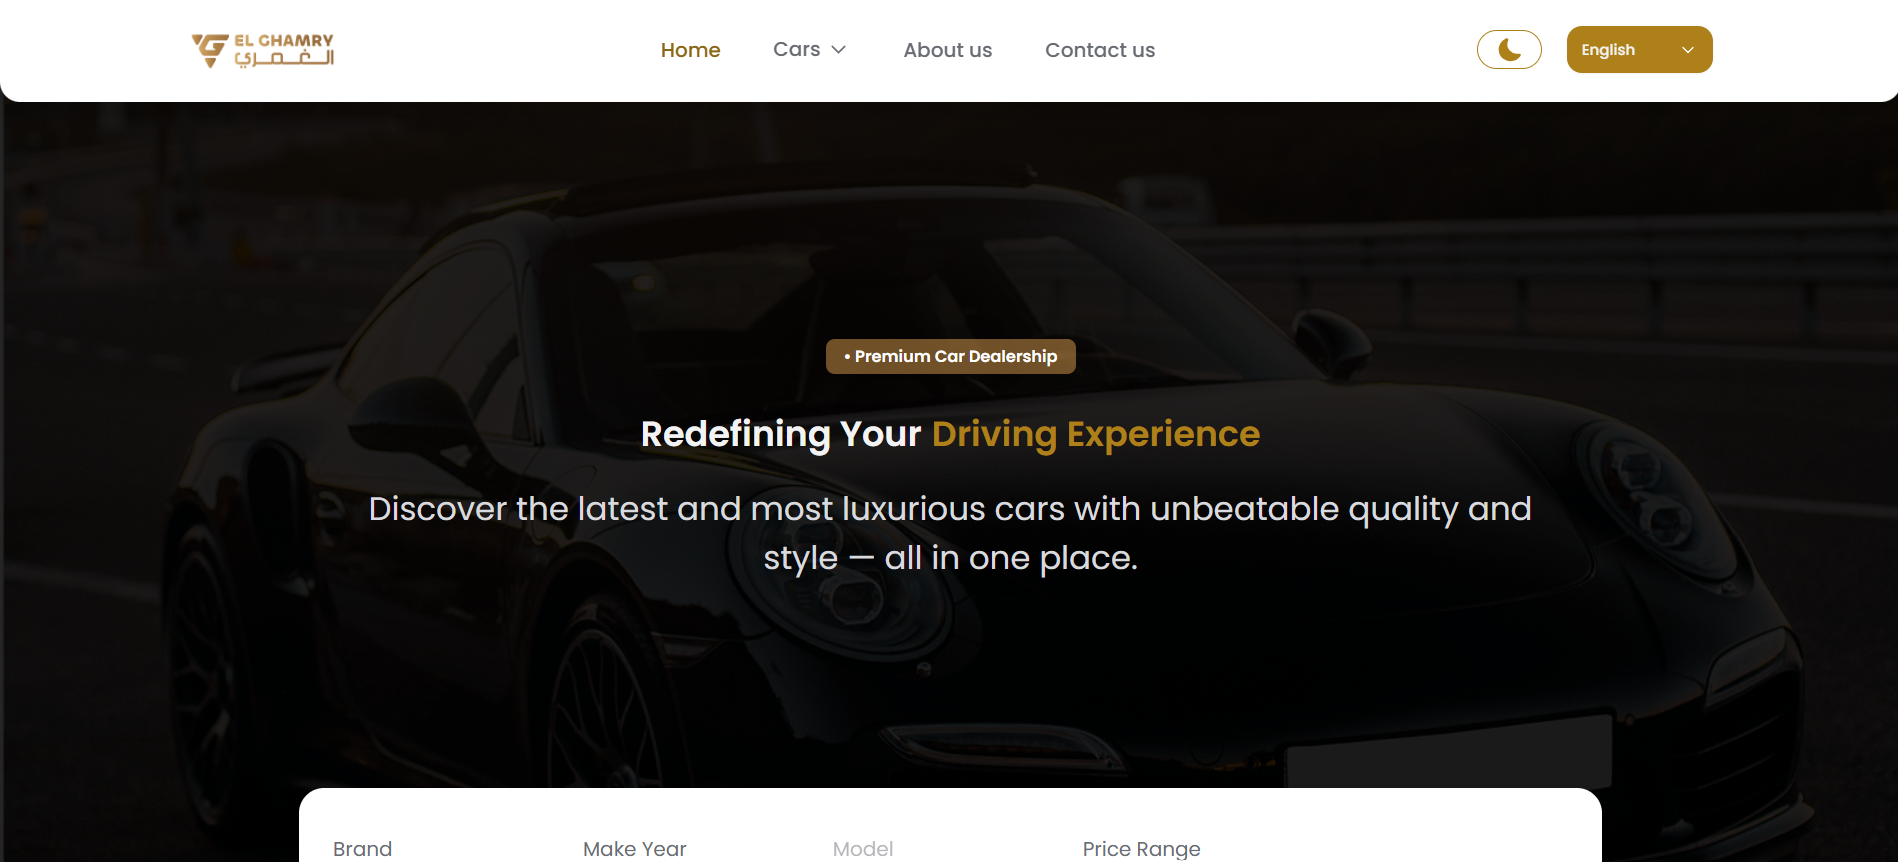 EL GHAMRY
الغمري
Home
Cars
About us
Contact us
English
• Premium Car Dealership
Redefining Your Driving Experience
Discover the latest and most luxurious cars with unbeatable quality and
style — all in one place.
Brand
Make Year
Model
Price Range